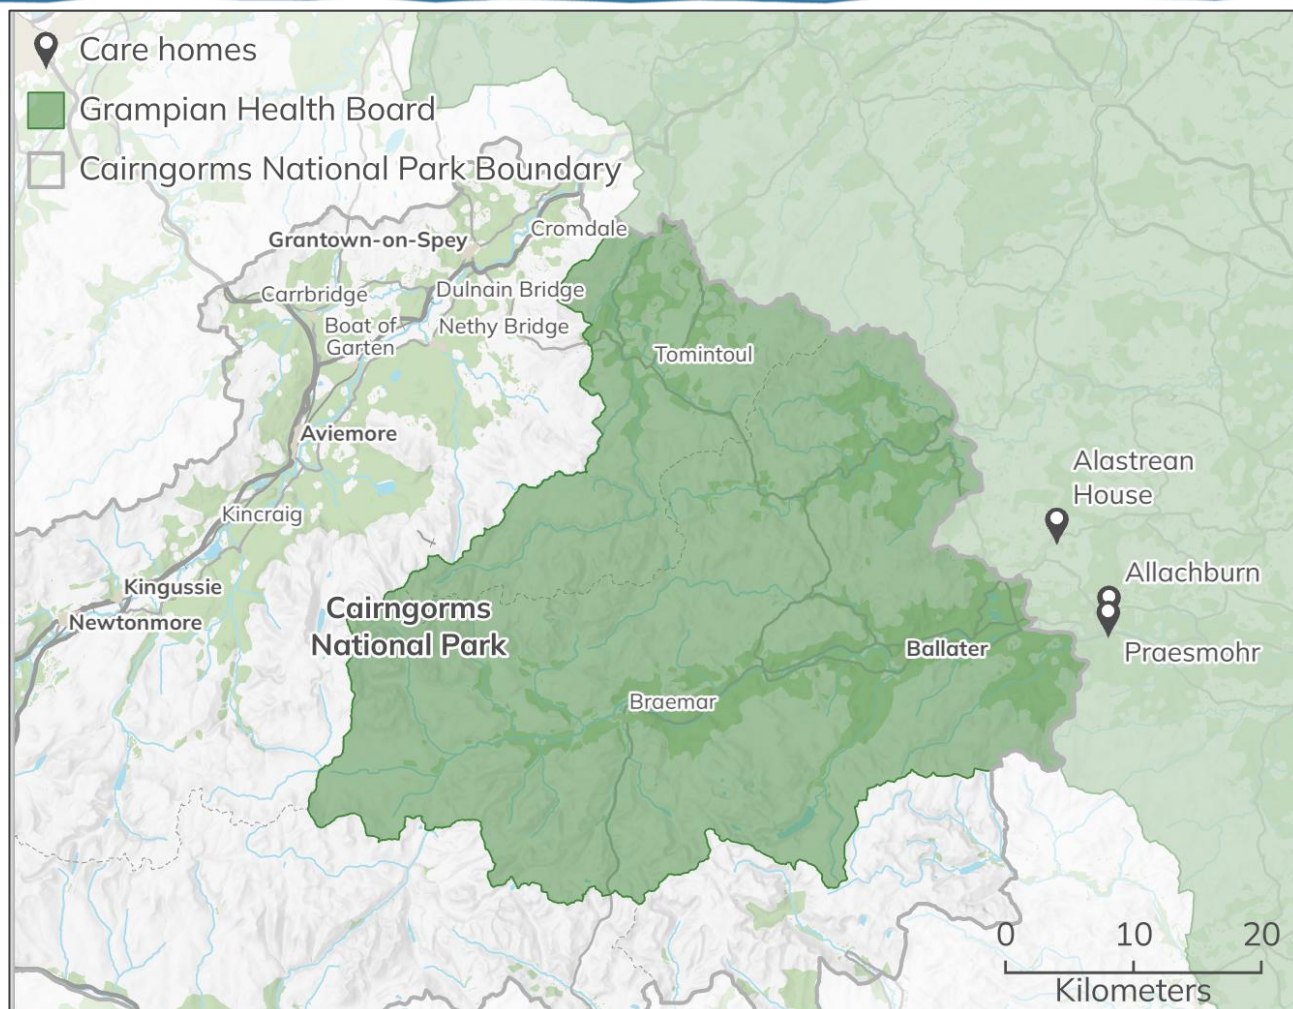 Care homes
Grampian Health Board
Cairngorms National Park Boundary
Cromdale
Grantown-on-Spey
Carrbridge
Dulnain Bridge
Boat of
Garten
Nethy Bridge
Tomintoul
Aviemore
Alastrean
House
Kincraig
Allachburn
Kingussie
Cairngorms
National Park
Newtonmore
Ballater
Praesmohr
Braemar
0 10 20
Kilometers